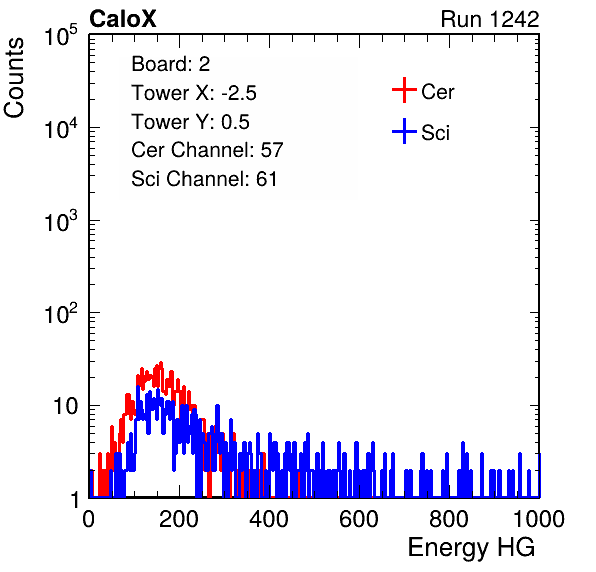 CaloX Run 1242
Counts
Board: 2
Tower X: -2.5
Tower Y: 0.5
Cer Channel: 57
Sci Channel: 61
Cer
Sci
10^5
10^4
10^3
10^2
10
1
0 200 400 600 800 1000
Energy HG